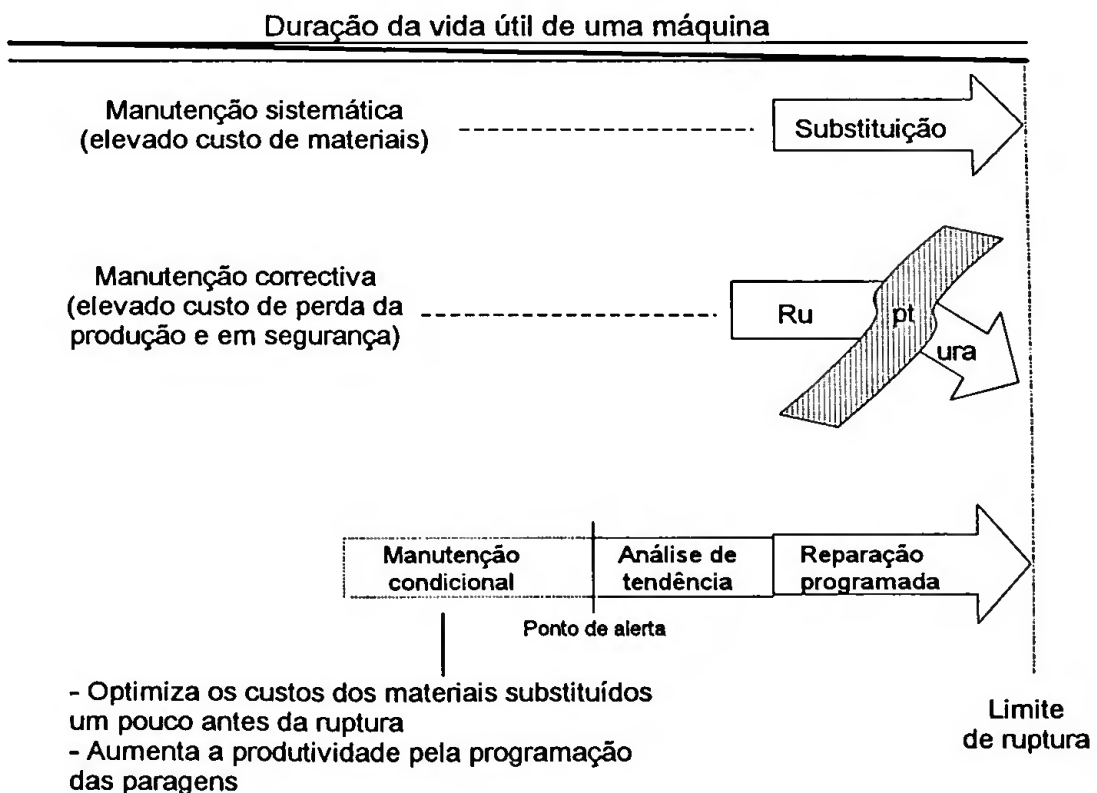 Duração da vida útil de uma máquina
Manutenção sistemática
(elevado custo de materiais)
Substituição
Manutenção correctiva
(elevado custo de perda da
produção e em segurança)
Ru
pt
ura
Manutenção
condicional
Análise de
tendência
Reparação
programada
Ponto de alerta
- Optimiza os custos dos materiais substituídos
um pouco antes da ruptura
- Aumenta a produtividade pela programação
das paragens
Limite
de ruptura